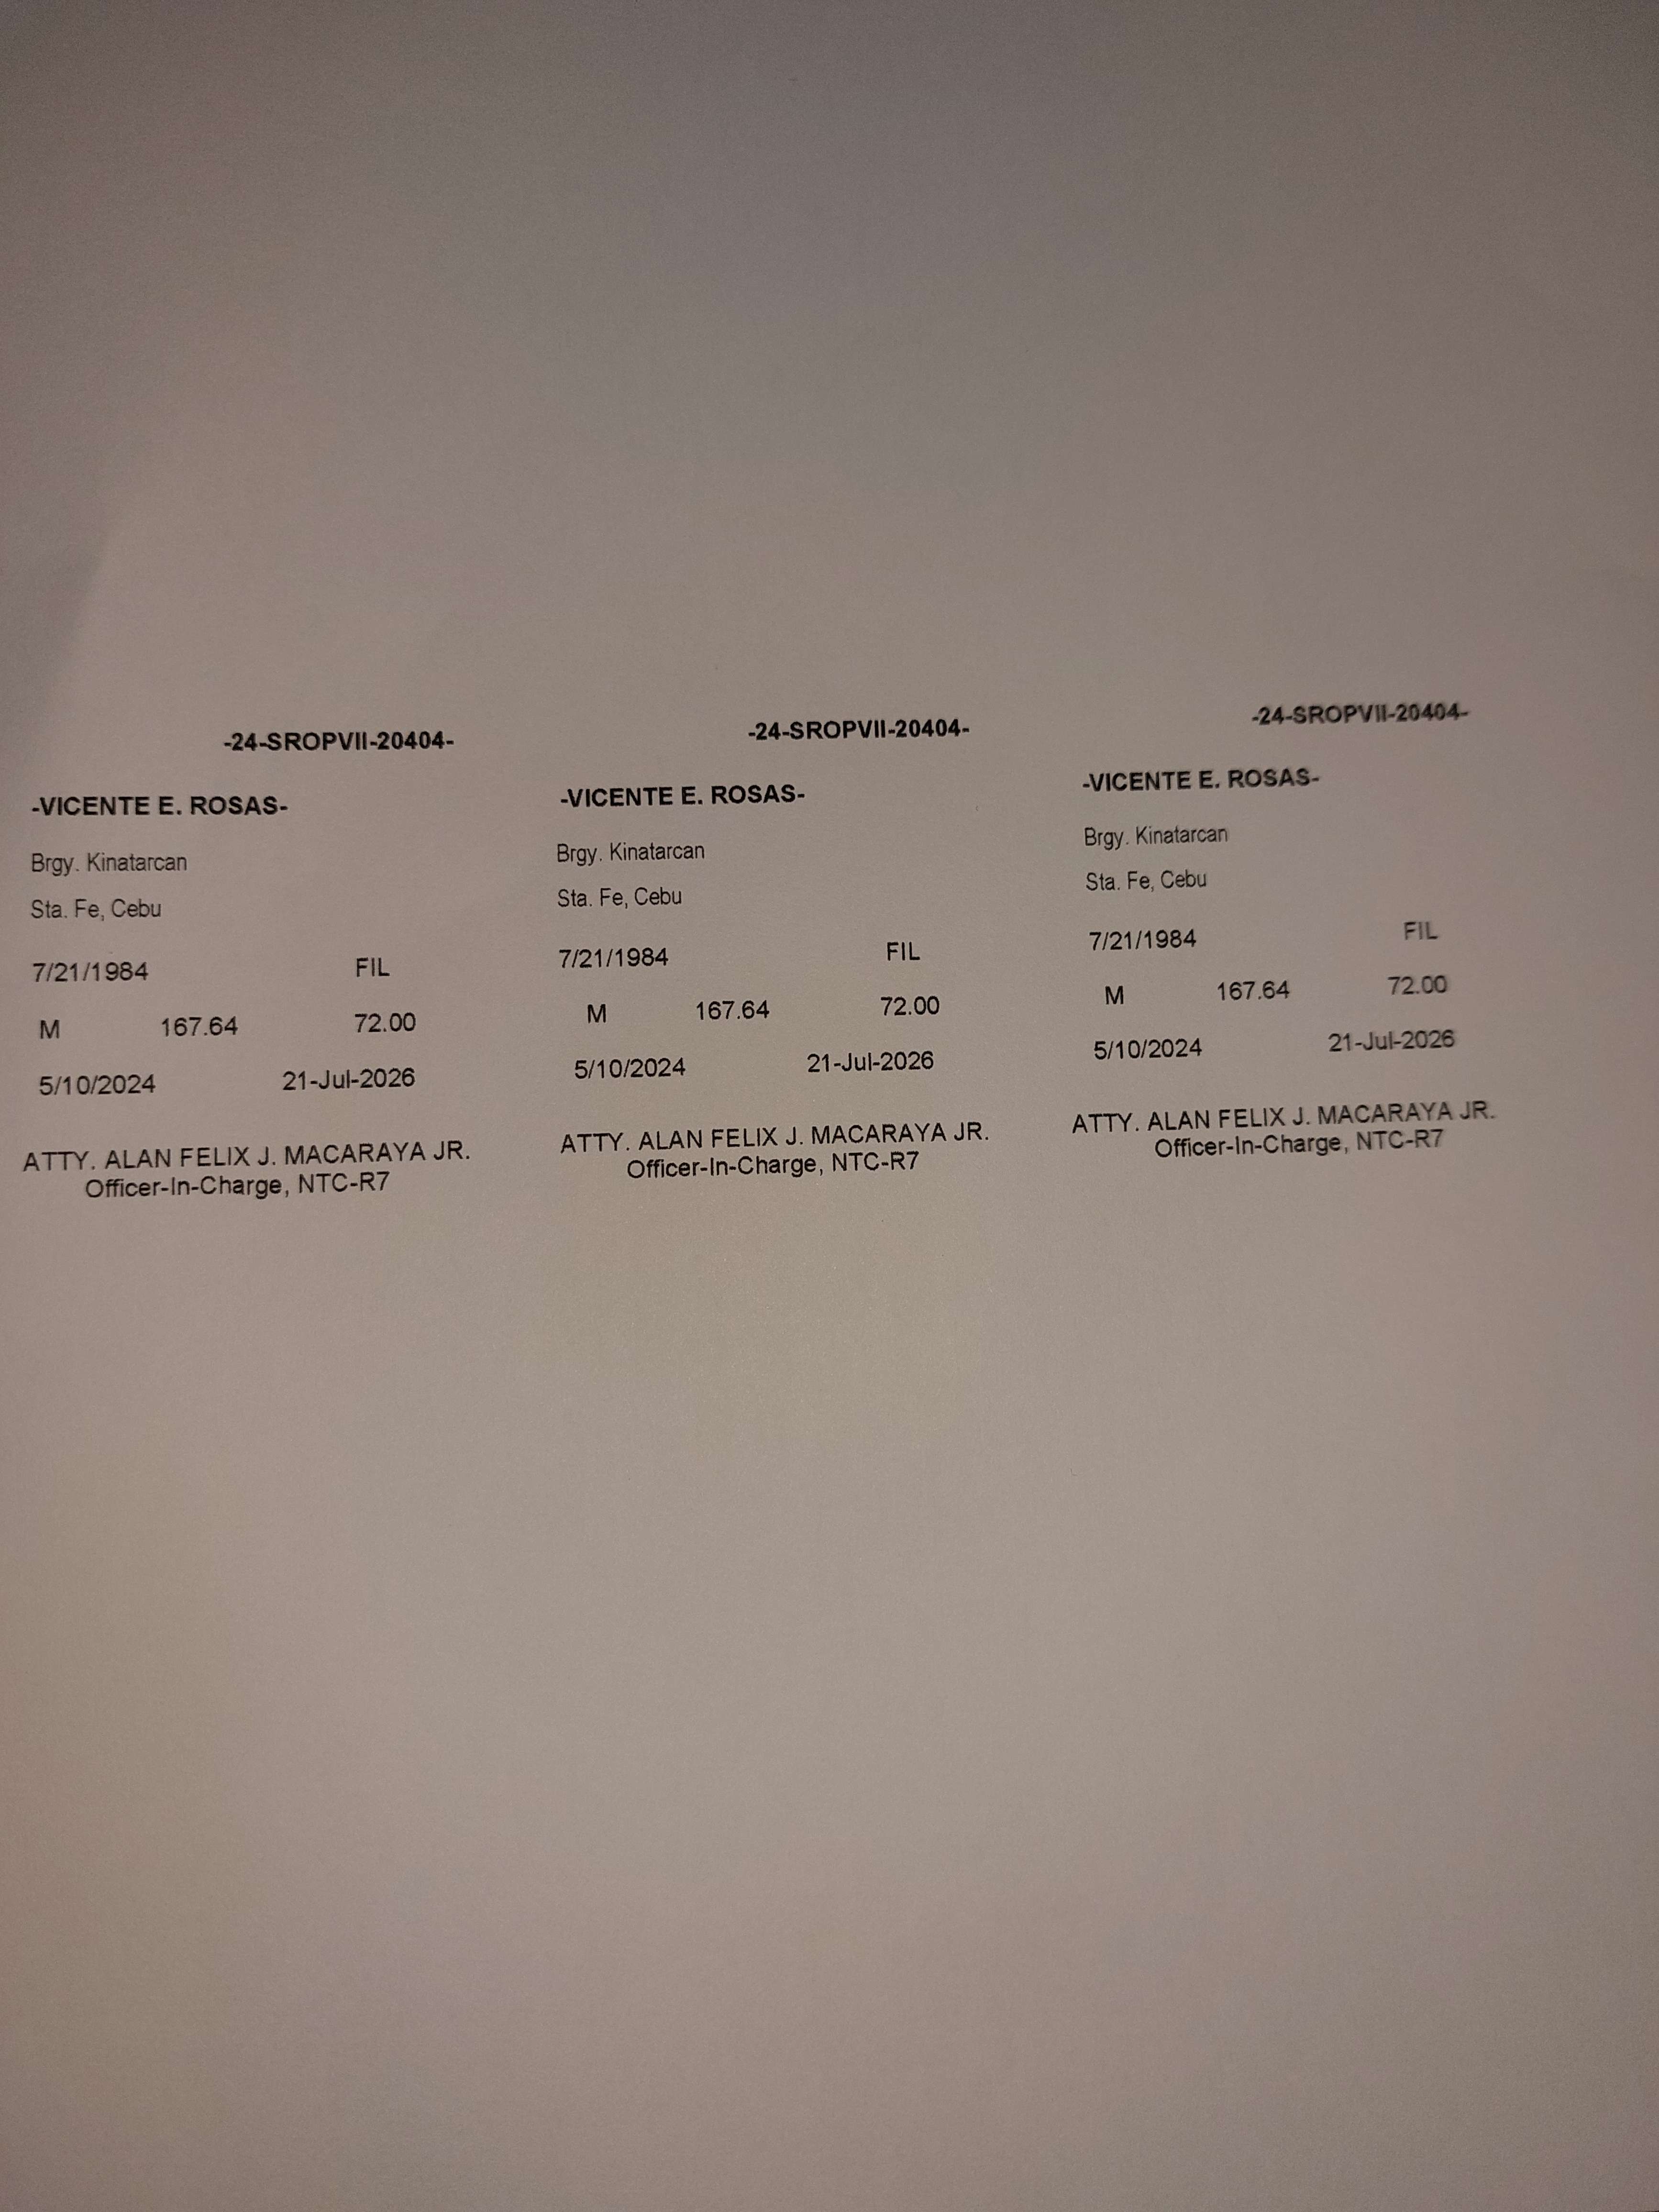 -24-SROPVII-20404-
-VICENTE E. ROSAS-
Brgy. Kinatarcan
Sta. Fe, Cebu
7/21/1984 FIL
M 167.64 72.00
5/10/2024 21-Jul-2026
ATTY. ALAN FELIX J. MACARAYA JR.
Officer-In-Charge, NTC-R7
-24-SROPVII-20404-
-VICENTE E. ROSAS-
Brgy. Kinatarcan
Sta. Fe, Cebu
7/21/1984 FIL
M 167.64 72.00
5/10/2024 21-Jul-2026
ATTY. ALAN FELIX J. MACARAYA JR.
Officer-In-Charge, NTC-R7
-24-SROPVII-20404-
-VICENTE E. ROSAS-
Brgy. Kinatarcan
Sta. Fe, Cebu
7/21/1984 FIL
M 167.64 72.00
5/10/2024 21-Jul-2026
ATTY. ALAN FELIX J. MACARAYA JR.
Officer-In-Charge, NTC-R7